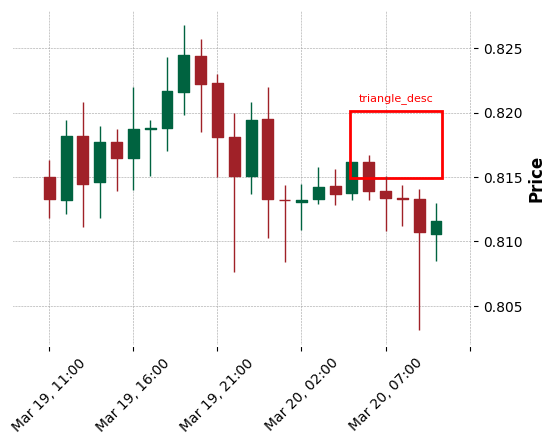 triangle_desc
0.825
0.820
0.815
0.810
0.805
Price
Mar 19, 11:00
Mar 19, 16:00
Mar 19, 21:00
Mar 20, 02:00
Mar 20, 07:00